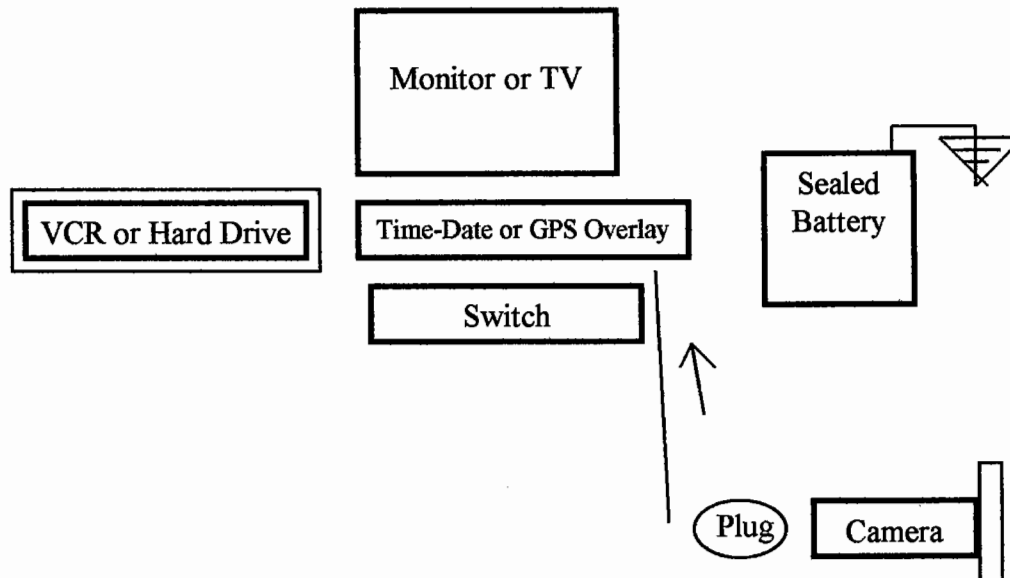 Monitor or TV
Sealed
Battery
VCR or Hard Drive
Time-Date or GPS Overlay
Switch
Plug
Camera